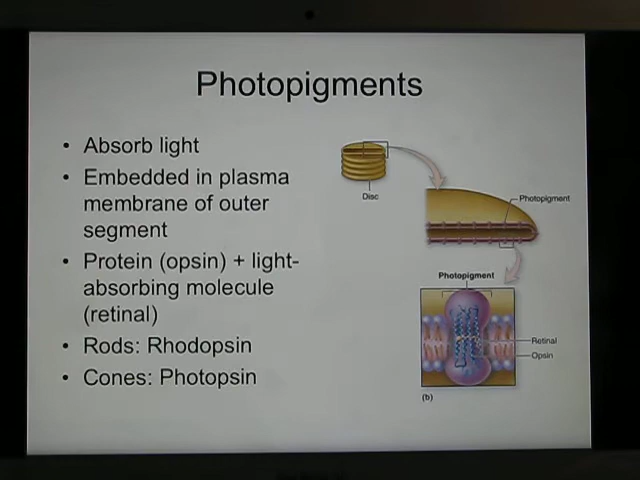 Photopigments
• Absorb light
• Embedded in plasma
membrane of outer
segment
• Protein (opsin) + light-
absorbing molecule
(retinal)
• Rods: Rhodopsin
• Cones: Photopsin
Disc
Photopigment
Photopigment
Retinal
Opsin
(b)